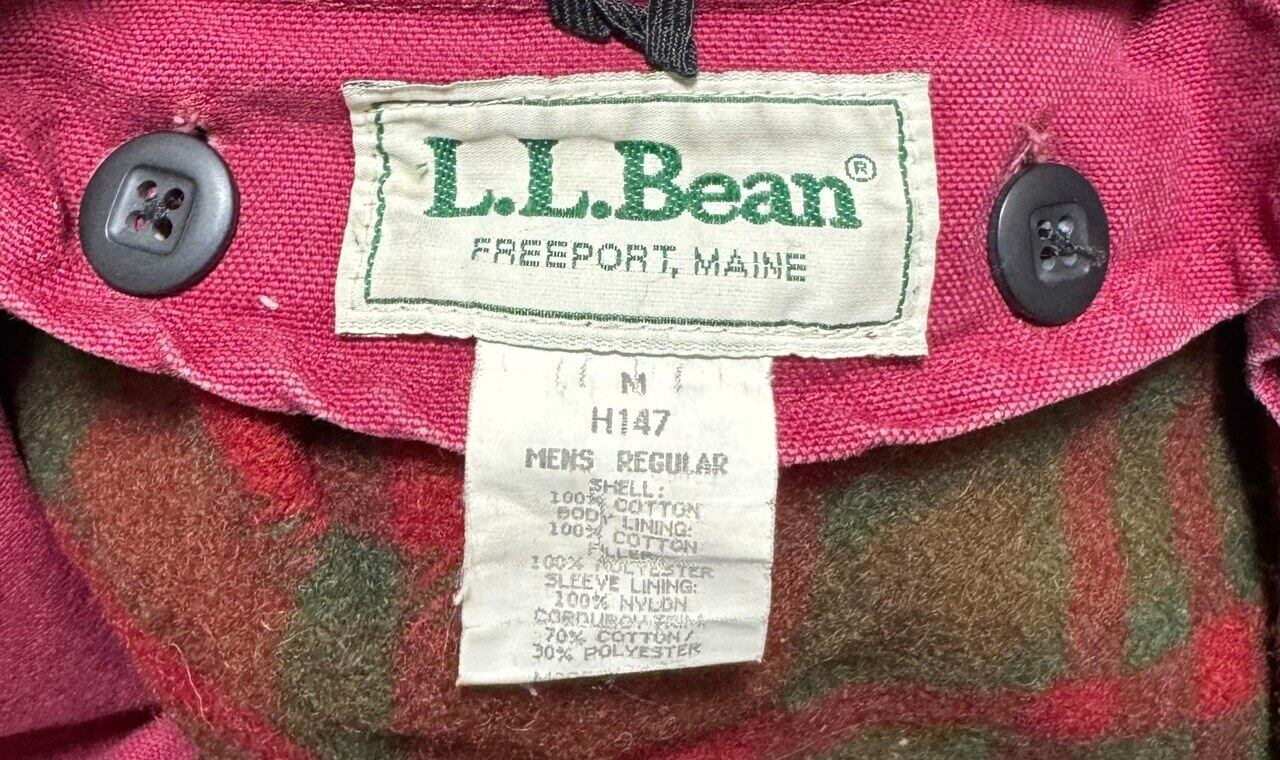 L.L.Bean®
FREEPORT, MAINE
M
H147
MENS REGULAR
SHELL:
100% COTTON
BODY LINING:
100% COTTON
FILLER:
100% POLYESTER
SLEEVE LINING:
100% NYLON
CORDUROY TRIM
70% COTTON/
30% POLYESTER